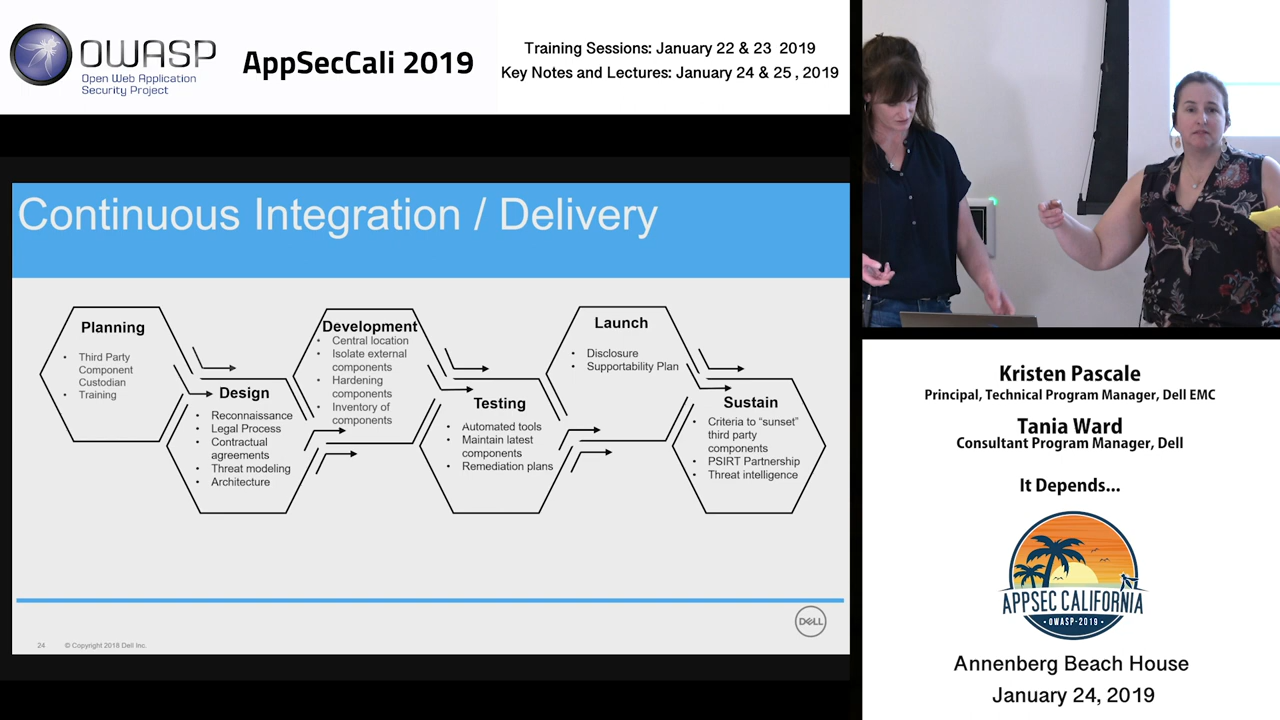 OWASP
Open Web Application
Security Project
AppSecCali 2019
Training Sessions: January 22 & 23 2019
Key Notes and Lectures: January 24 & 25 , 2019
Continuous Integration / Delivery
Planning
• Third Party
Component
Custodian
• Training
Design
• Reconnaissance
• Legal Process
• Contractual
agreements
• Threat modeling
• Architecture
Development
• Central location
• Isolate external
components
• Hardening
components
• Inventory of
components
Testing
• Automated tools
• Maintain latest
components
• Remediation plans
Launch
• Disclosure
• Supportability Plan
Sustain
• Criteria to “sunset”
third party
components
• PSIRT Partnership
• Threat intelligence
24 © Copyright 2018 Dell Inc.
DELL
Kristen Pascale
Principal, Technical Program Manager, Dell EMC
Tania Ward
Consultant Program Manager, Dell
It Depends...
APPSEC CALIFORNIA
• OWASP-2019 •
Annenberg Beach House
January 24, 2019